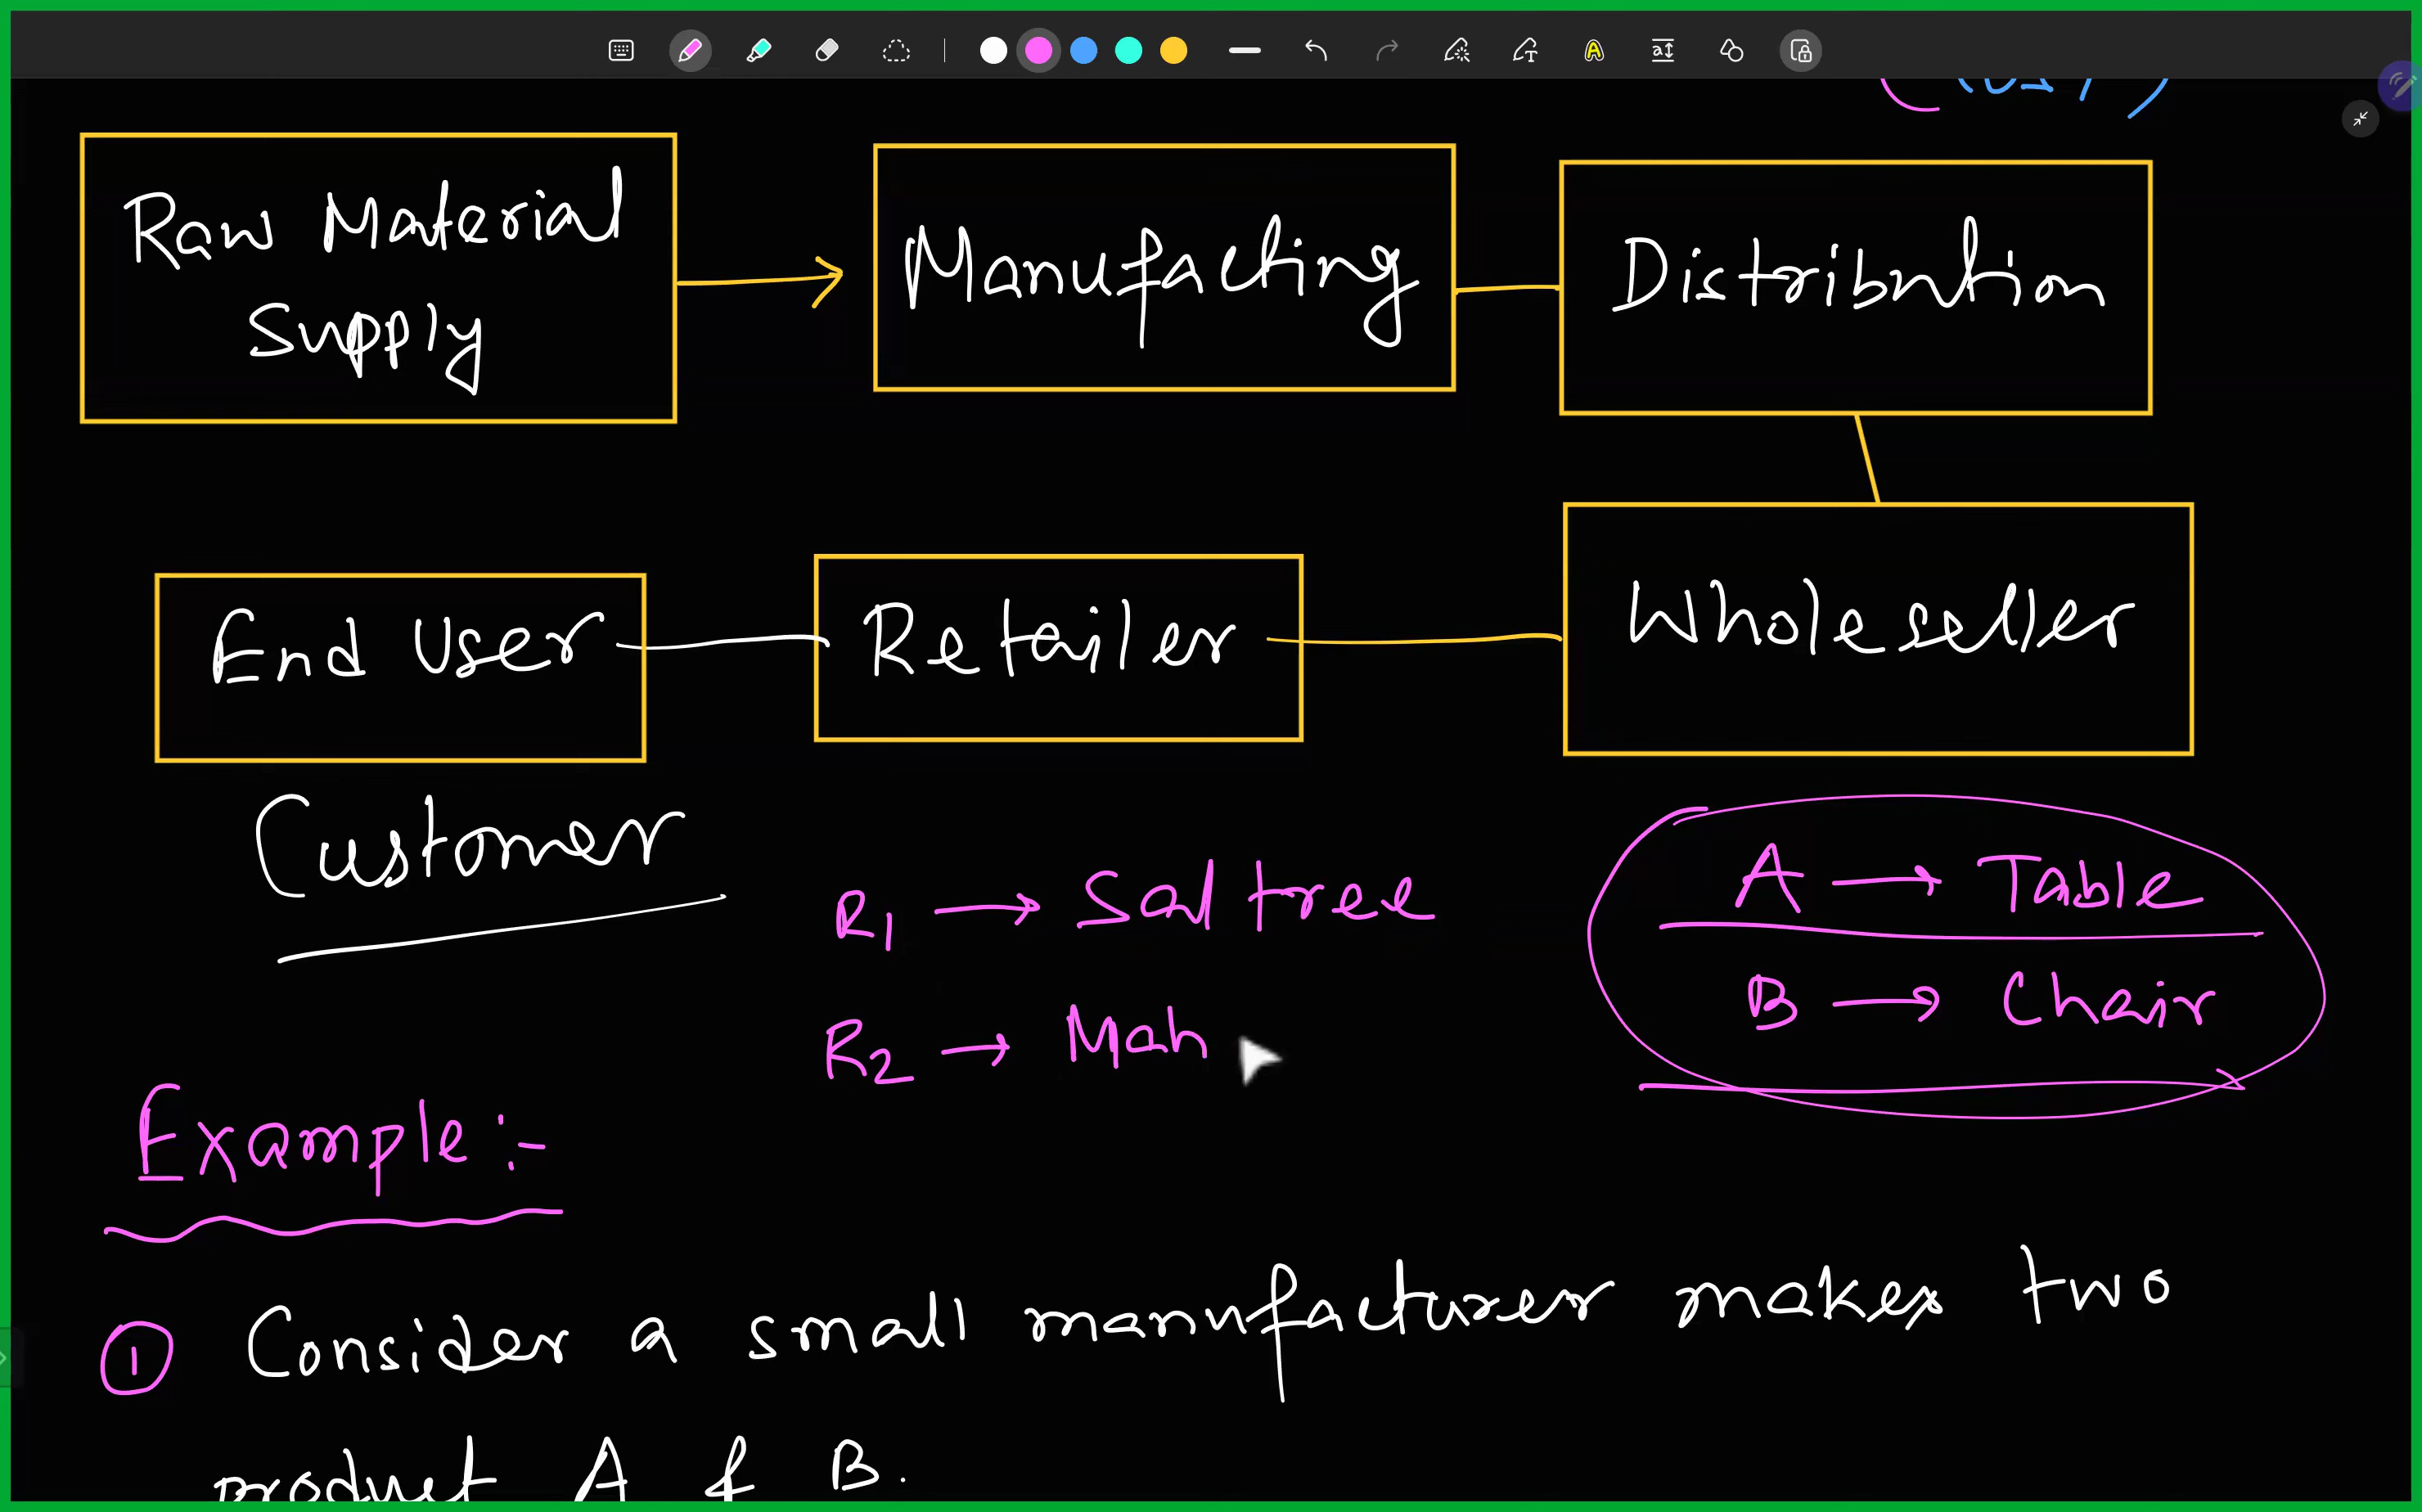 Raw Material
Supply
Manufacting
Distribution
End User
Retailer
Wholeseller
Customer
R1 → Sal tree
R2 → Mah
A → Table
B → Chair
Example :-
① Consider a small manufacturer makes two
product A & B.